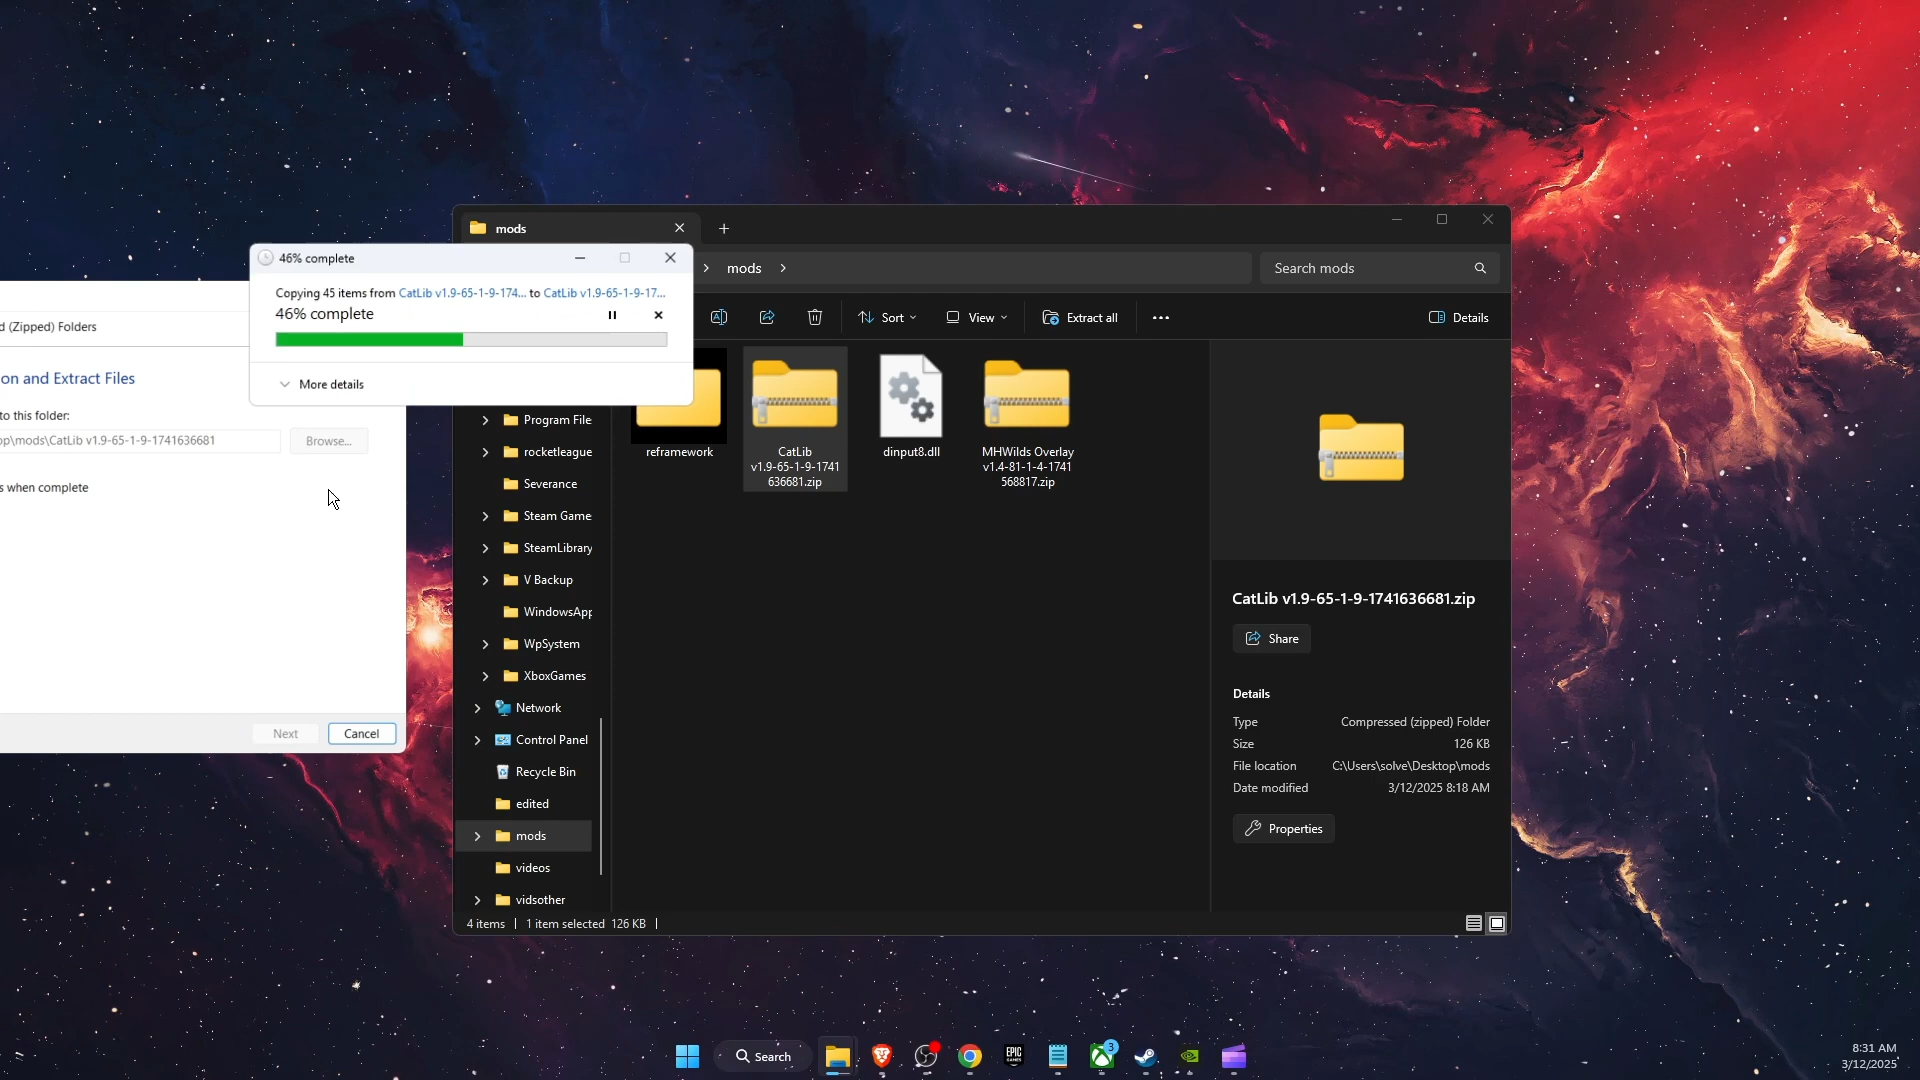 mods
46% complete
Copying 45 items from CatLib v1.9-65-1-9-174... to CatLib v1.9-65-1-9-17...
46% complete
More details
mods
Search mods
Sort
View
Extract all
Details
d (Zipped) Folders
on and Extract Files
to this folder:
op\mods\CatLib v1.9-65-1-9-1741636681
Browse...
s when complete
Next
Cancel
Program File
rocketleague
Severance
Steam Game
SteamLibrary
V Backup
WindowsApp
WpSystem
XboxGames
Network
Control Panel
Recycle Bin
edited
mods
videos
vidsother
reframework
CatLib
v1.9-65-1-9-1741
636681.zip
dinput8.dll
MHWilds Overlay
v1.4-81-1-4-1741
568817.zip
CatLib v1.9-65-1-9-1741636681.zip
Share
Details
Type Compressed (zipped) Folder
Size 126 KB
File location C:\Users\solve\Desktop\mods
Date modified 3/12/2025 8:18 AM
Properties
4 items 1 item selected 126 KB
Search
EPIC
GAMES
3
8:31 AM
3/12/2025